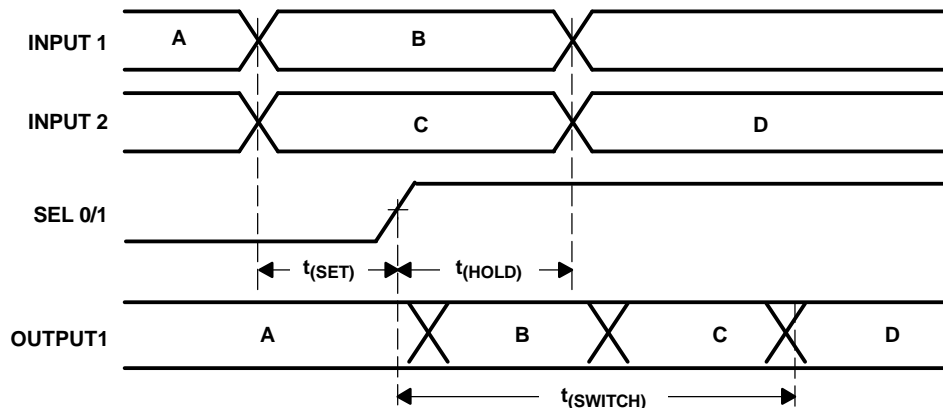 INPUT 1 A B
INPUT 2 C D
SEL 0/1
t(SET) t(HOLD)
OUTPUT1 A B C D
t(SWITCH)